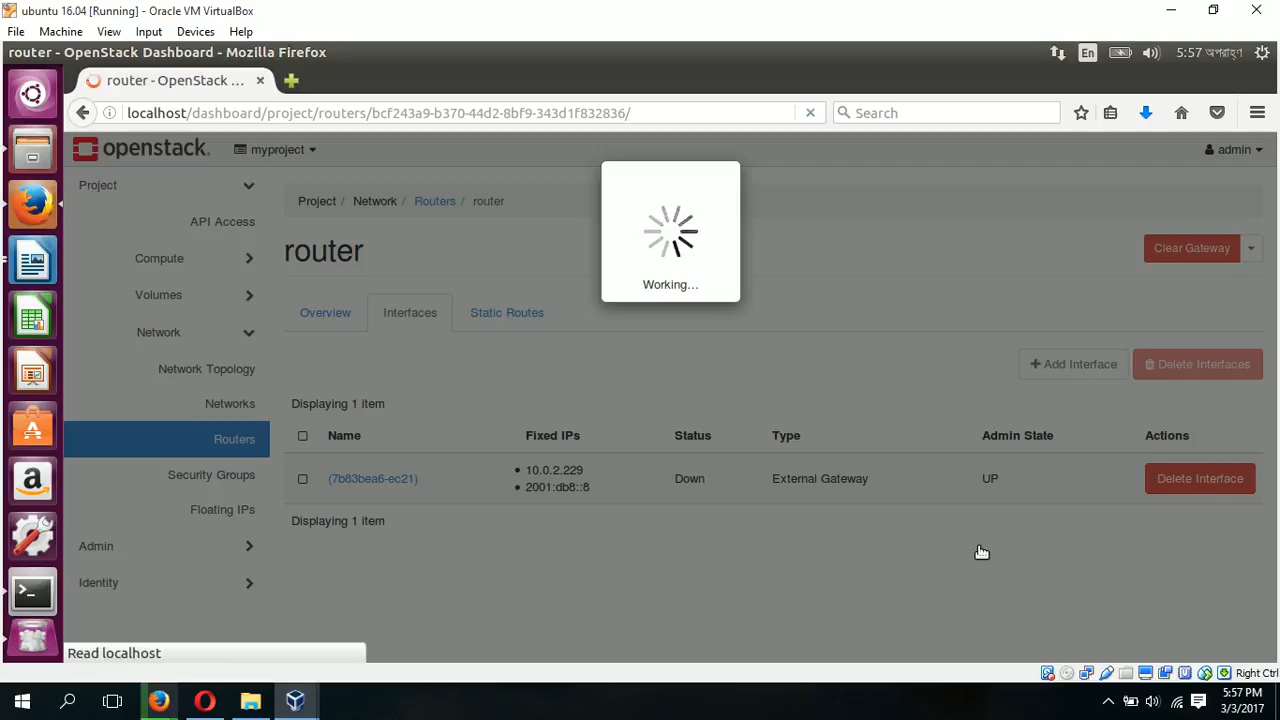 ubuntu 16.04 [Running] - Oracle VM VirtualBox
File Machine View Input Devices Help
router - OpenStack Dashboard - Mozilla Firefox
En
5:57 অপরাহ্ণ
router - OpenStack ...
localhost/dashboard/project/routers/bcf243a9-b370-44d2-8bf9-343d1f832836/
Search
openstack.
myproject
admin
Project
API Access
Compute
Volumes
Network
Network Topology
Networks
Routers
Security Groups
Floating IPs
Admin
Identity
Project / Network / Routers / router
router
Clear Gateway
Working...
Overview Interfaces Static Routes
Add Interface Delete Interfaces
Displaying 1 item
Name Fixed IPs Status Type Admin State Actions
(7b83bea6-ec21) • 10.0.2.229 Down External Gateway UP Delete Interface
• 2001:db8::8
Displaying 1 item
Read localhost
Right Ctrl
5:57 PM
3/3/2017